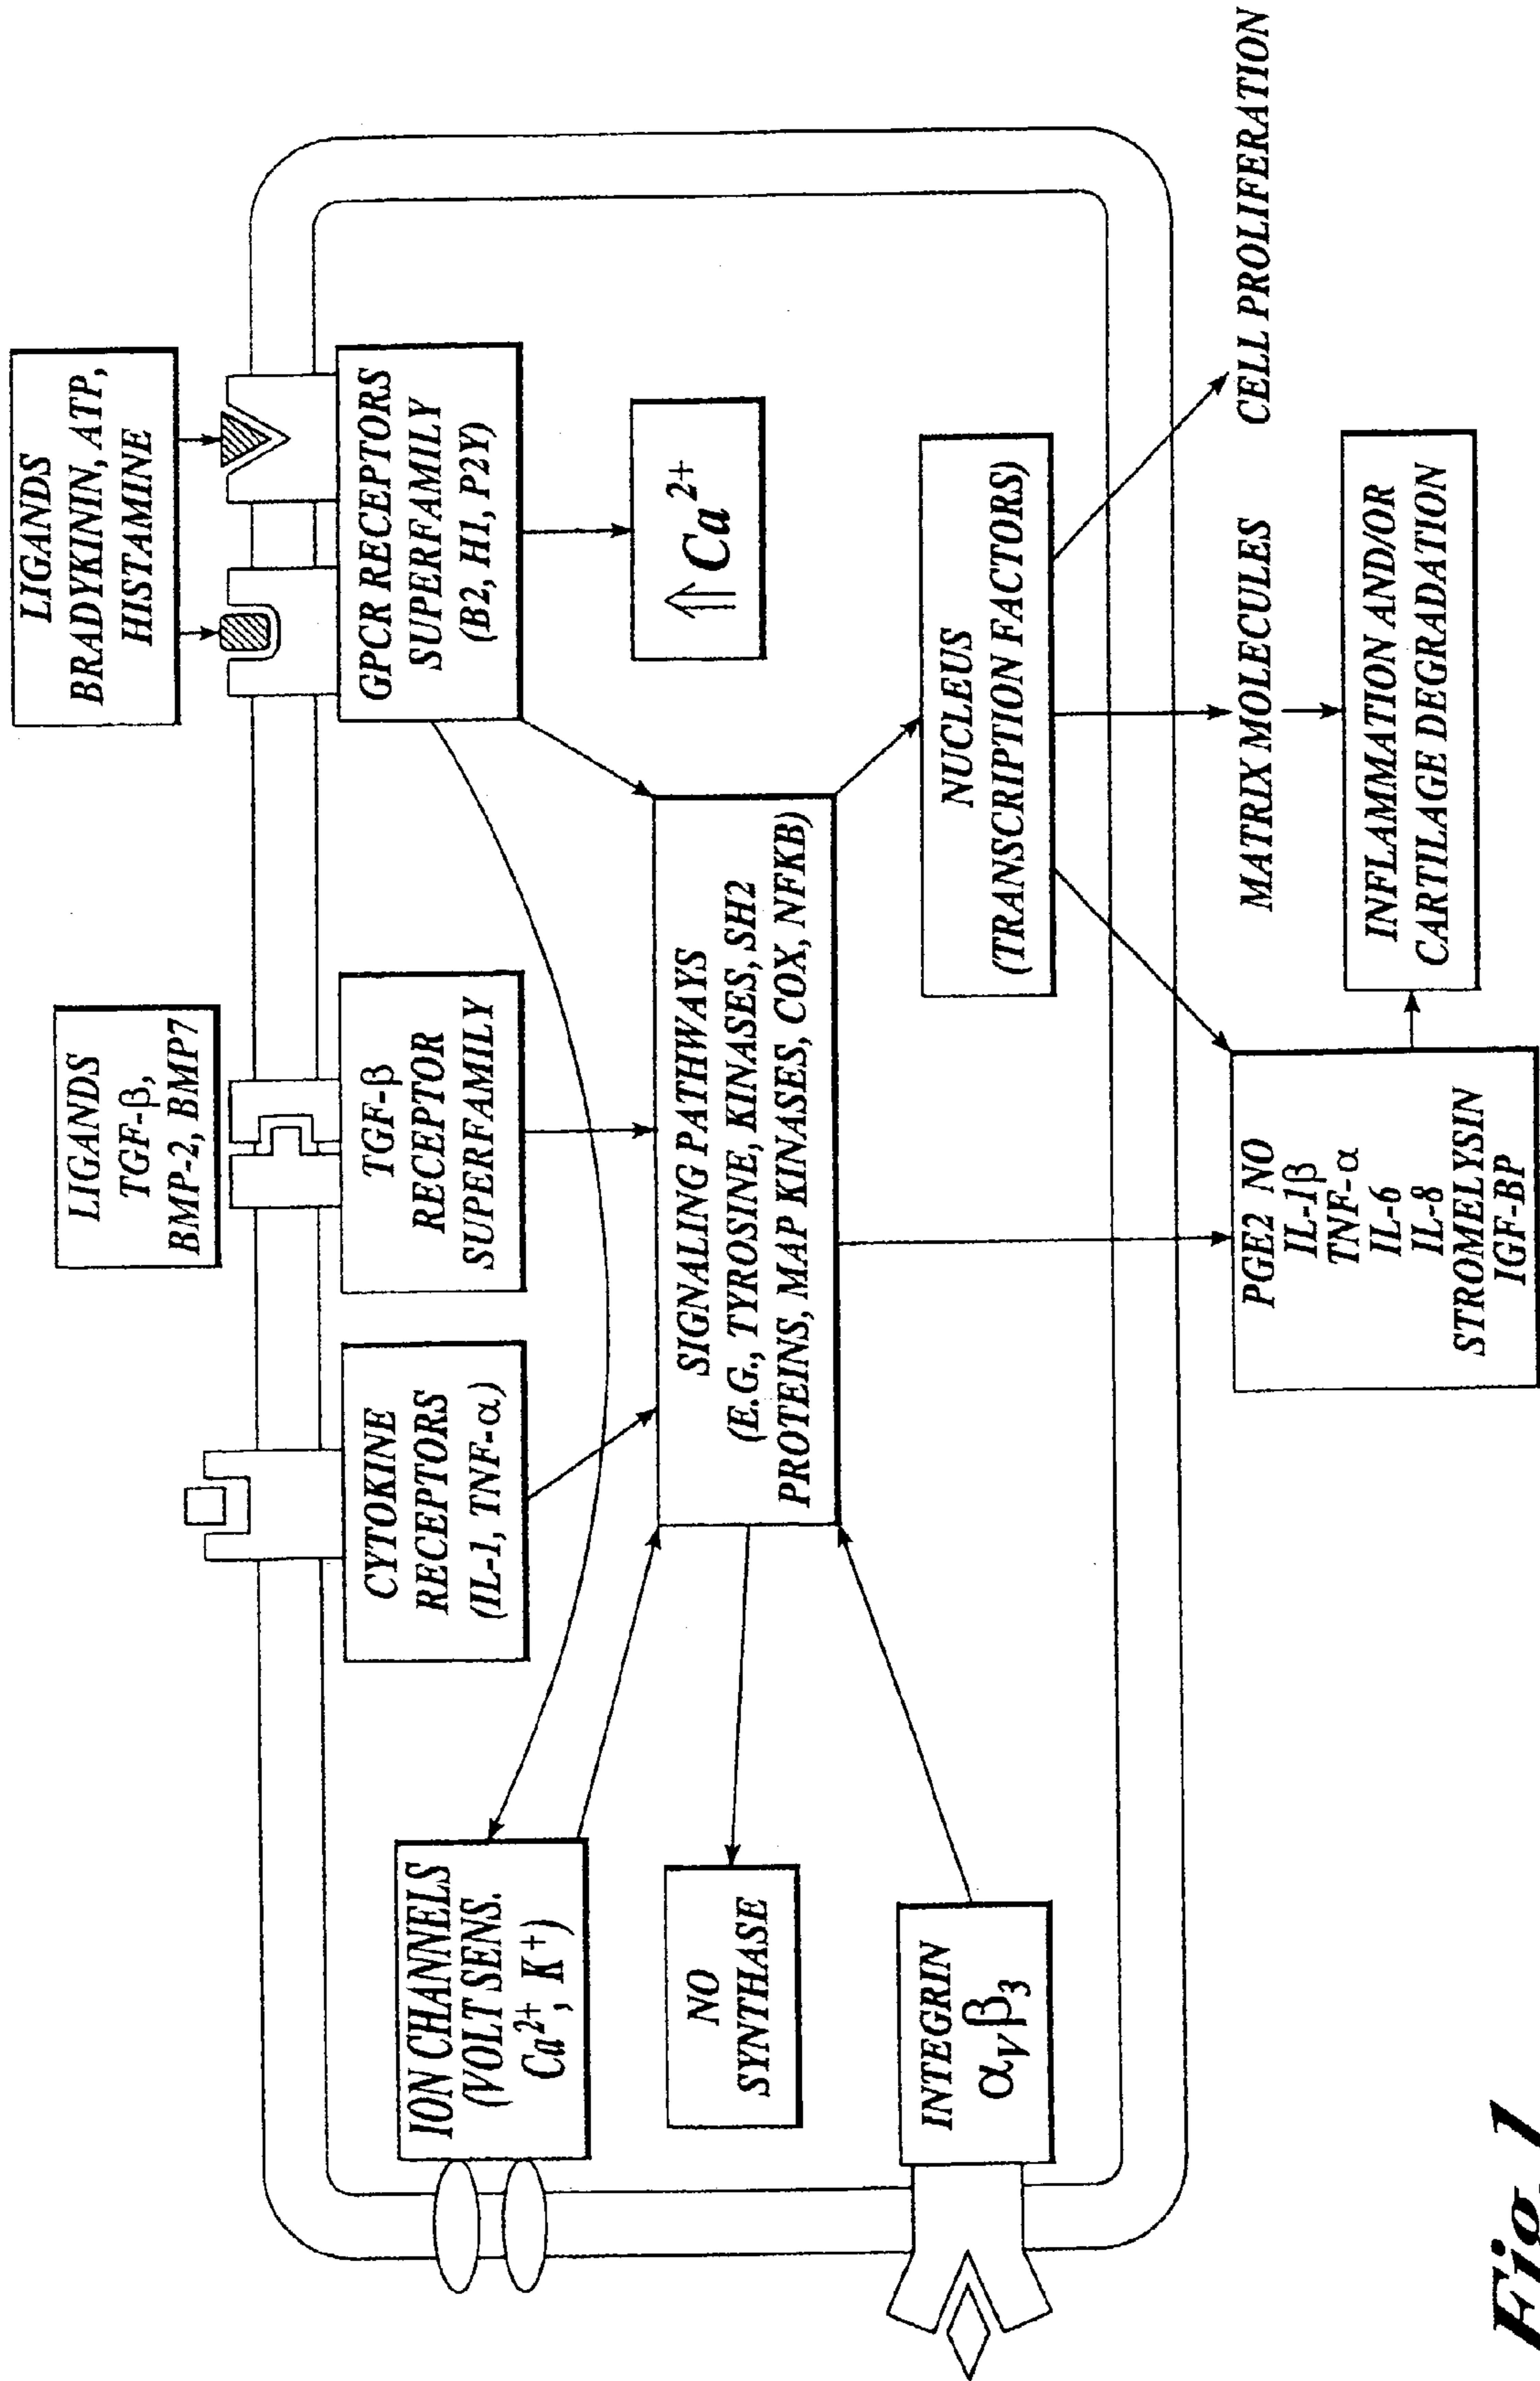 LIGANDS
BRADYKININ, ATP,
HISTAMINE
LIGANDS
TGF-β,
BMP-2, BMP7
GPCR RECEPTORS
SUPERFAMILY
(B2, H1, P2Y)
TGF-β
RECEPTOR
SUPERFAMILY
CYTOKINE
RECEPTORS
(IL-1, TNF-α)
ION CHANNELS
(VOLT SENS.
Ca²⁺, K⁺)
⇑ Ca²⁺
SIGNALING PATHWAYS
(E.G., TYROSINE, KINASES, SH2
PROTEINS, MAP KINASES, COX, NFKB)
NO
SYNTHASE
INTEGRIN
αᵥβ₃
NUCLEUS
(TRANSCRIPTION FACTORS)
CELL PROLIFERATION
MATRIX MOLECULES
PGE2 NO
IL-1β
TNF-α
IL-6
IL-8
STROMELYSIN
IGF-BP
INFLAMMATION AND/OR
CARTILAGE DEGRADATION
Fig. 1